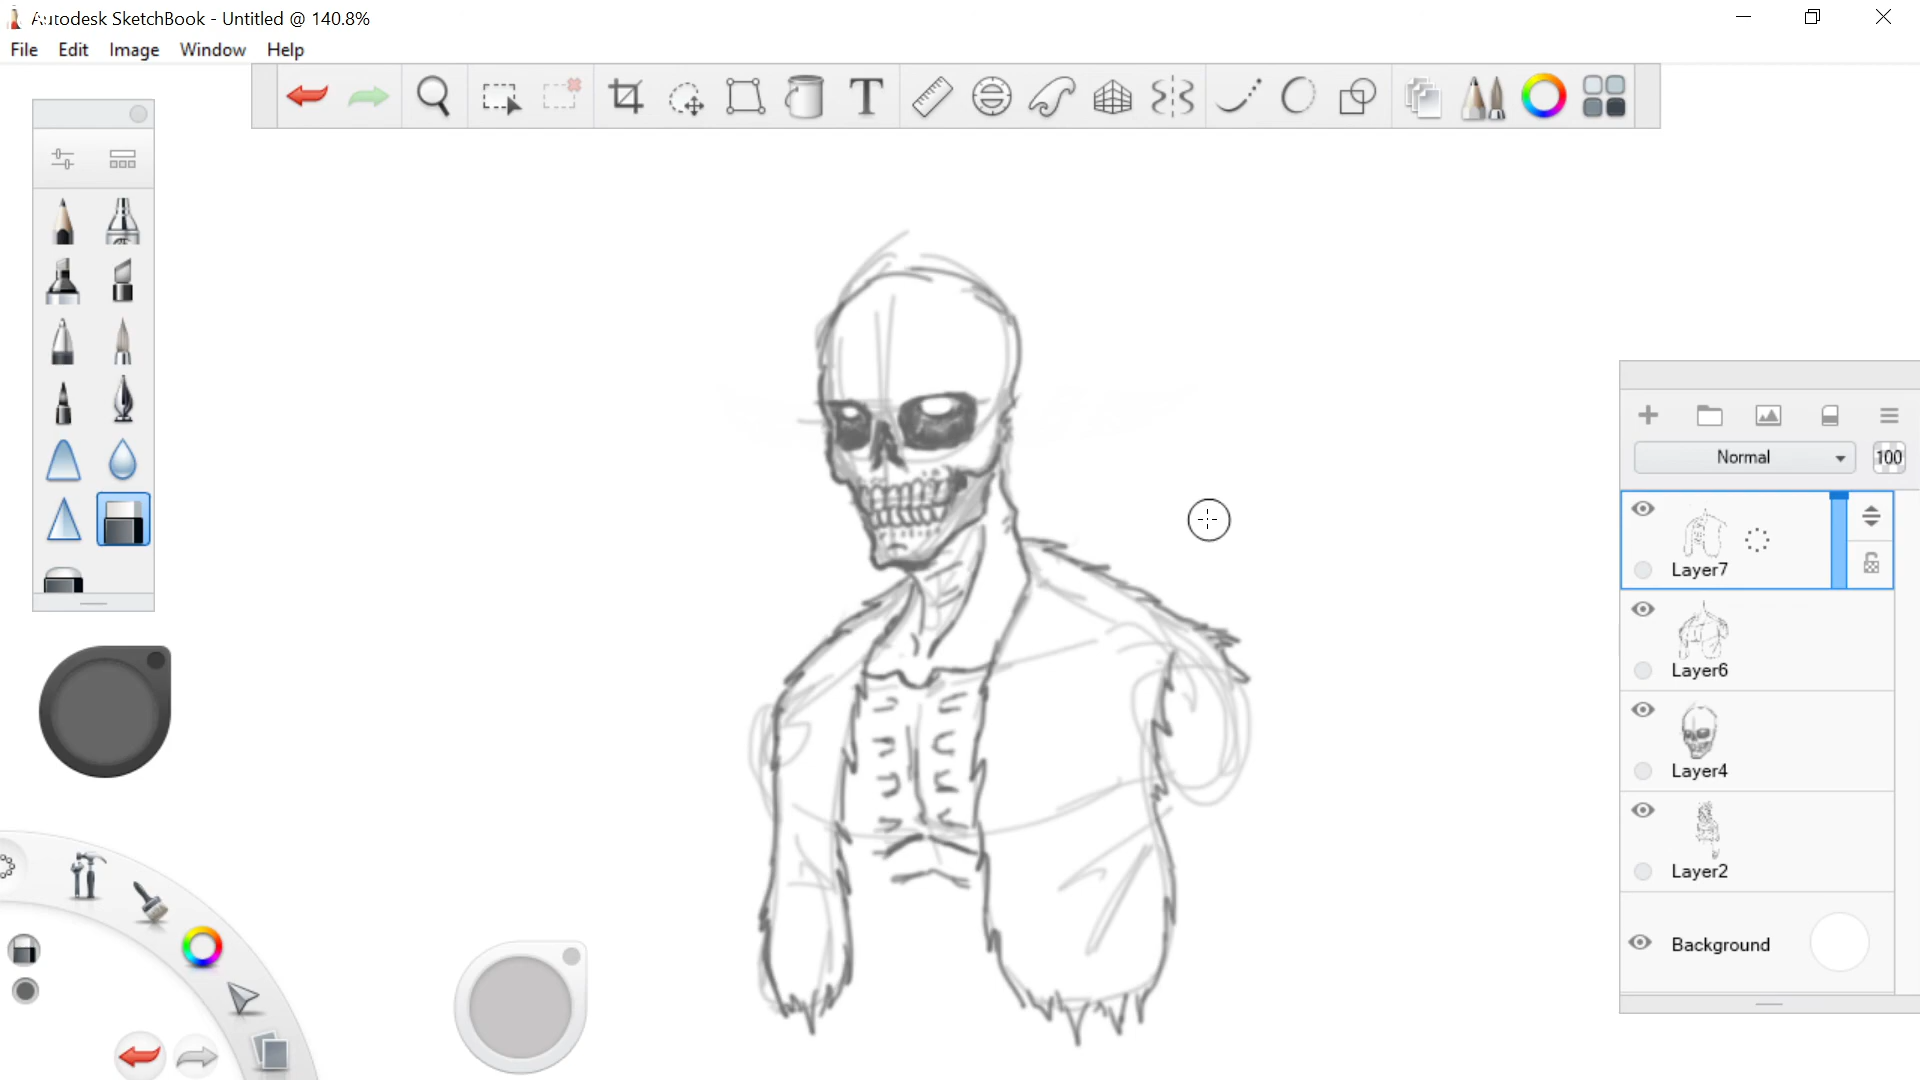 Autodesk SketchBook - Untitled @ 140.8%
File Edit Image Window Help
T
Normal 100
Layer7
Layer6
Layer4
Layer2
Background